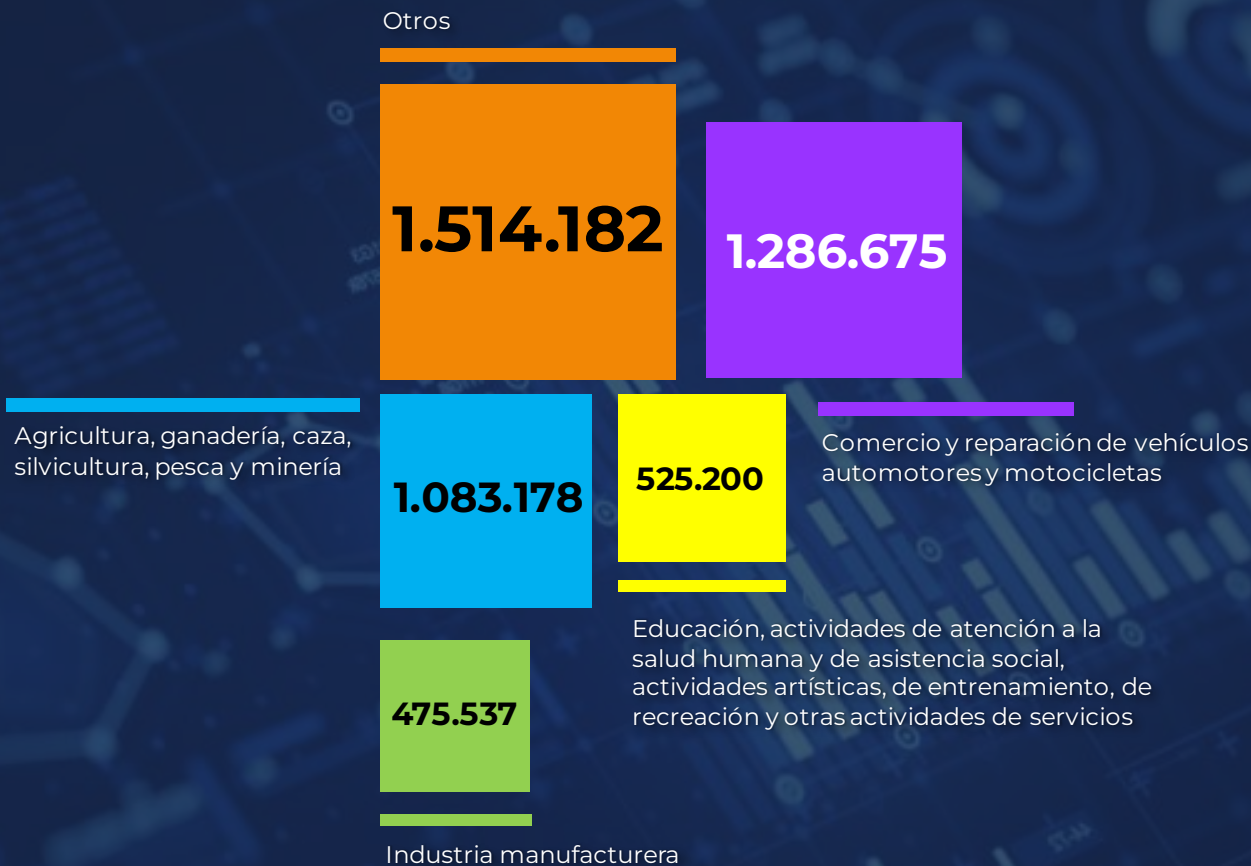 Otros
1.514.182
1.286.675
Agricultura, ganadería, caza,
silvicultura, pesca y minería
1.083.178
525.200
Comercio y reparación de vehículos
automotores y motocicletas
Educación, actividades de atención a la
salud humana y de asistencia social,
actividades artísticas, de entrenamiento, de
recreación y otras actividades de servicios
475.537
Industria manufacturera